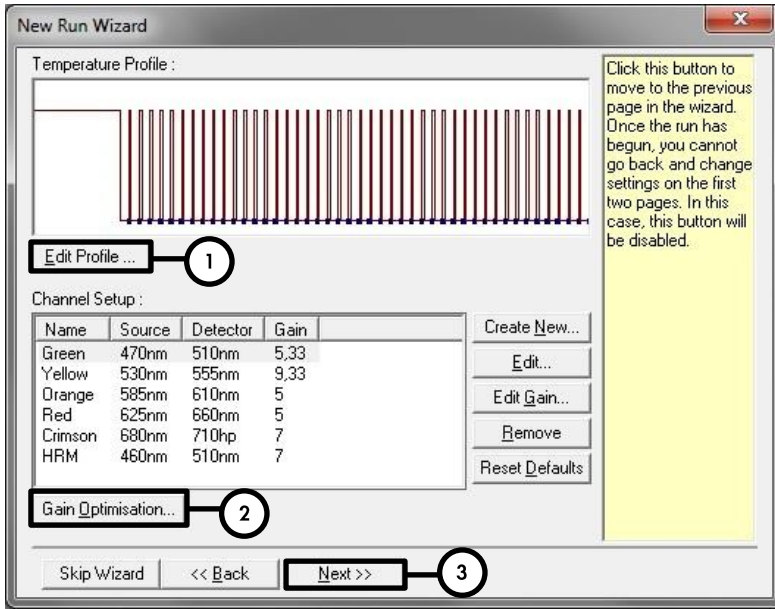 New Run Wizard
Temperature Profile :
Edit Profile ...
1
Channel Setup :
Name Source Detector Gain
Green 470nm 510nm 5,33
Yellow 530nm 555nm 9,33
Orange 585nm 610nm 5
Red 625nm 660nm 5
Crimson 680nm 710hp 7
HRM 460nm 510nm 7
Create New...
Edit...
Edit Gain...
Remove
Reset Defaults
Gain Optimisation...
2
Skip Wizard
<< Back
Next >>
3
Click this button to
move to the previous
page in the wizard.
Once the run has
begun, you cannot
go back and change
settings on the first
two pages. In this
case, this button will
be disabled.